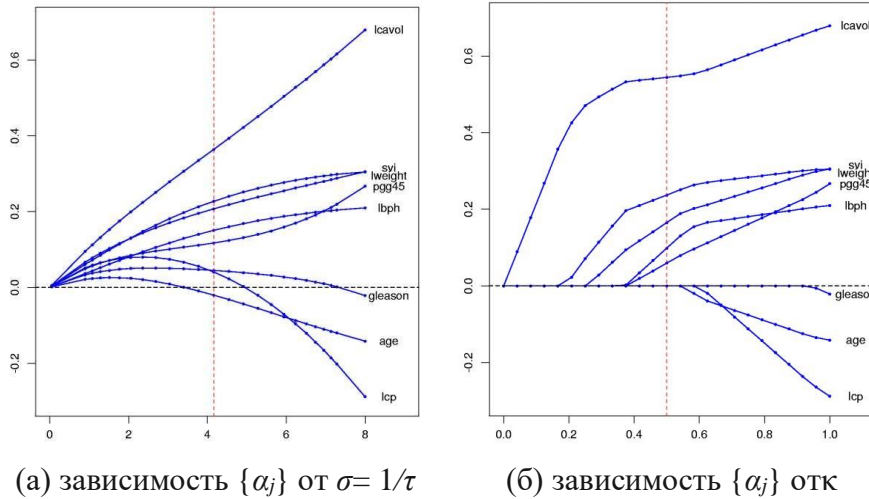 0.6
0.4
0.2
0.0
-0.2
0
2
4
6
8
lcavol
svi
lweight
pgg45
lbph
gleason
age
lcp
0.6
0.4
0.2
0.0
-0.2
0.0
0.2
0.4
0.6
0.8
1.0
lcavol
svi
lweight
pgg45
lbph
gleason
age
lcp
(а) зависимость {αj} от σ= 1/τ
(б) зависимость {αj} отк